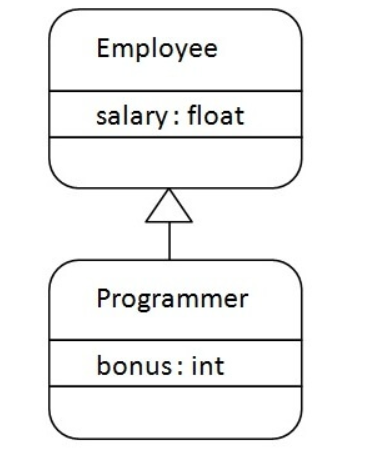 Employee
salary : float
Programmer
bonus : int